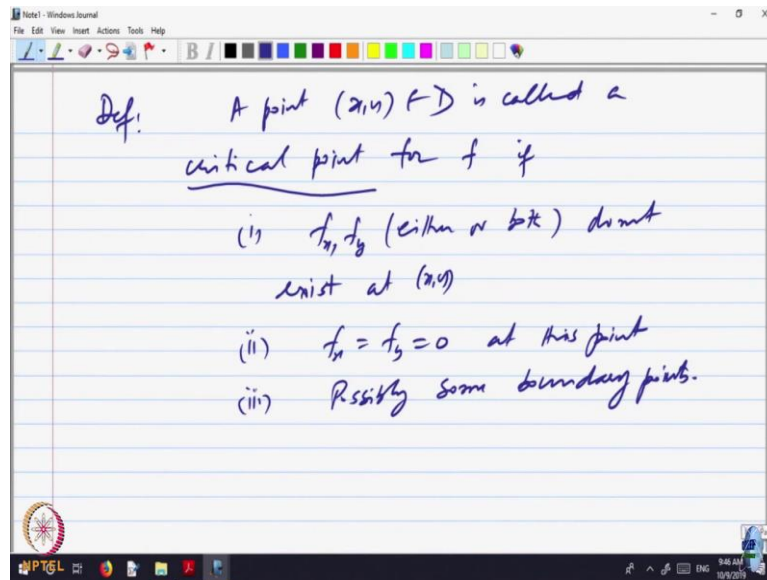 Note1 - Windows Journal
File Edit View Insert Actions Tools Help
B I
Def: A point (x,y) ∈ D is called a
critical point for f if
(i) fx, fy (either or both) do not
exist at (x,y)
(ii) fx = fy = 0 at this point
(iii) Possibly some boundary points.
NPTEL
ENG
9:46 AM
10/9/2019